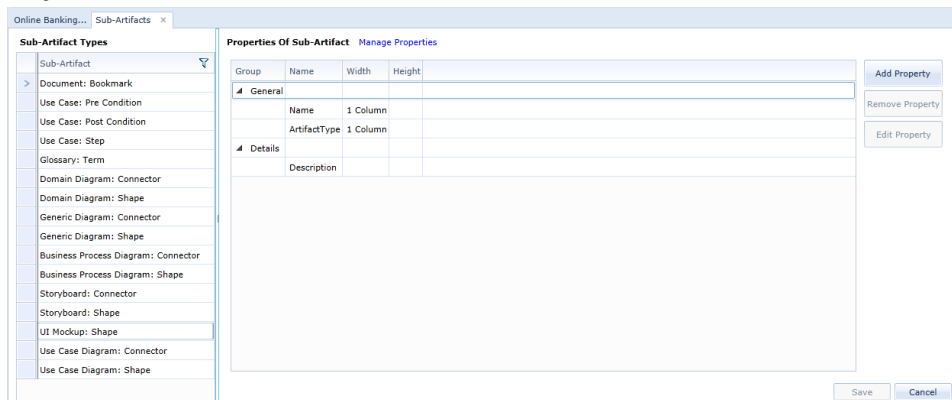 Online Banking... Sub-Artifacts ×
Sub-Artifact Types
Sub-Artifact
> Document: Bookmark
Use Case: Pre Condition
Use Case: Post Condition
Use Case: Step
Glossary: Term
Domain Diagram: Connector
Domain Diagram: Shape
Generic Diagram: Connector
Generic Diagram: Shape
Business Process Diagram: Connector
Business Process Diagram: Shape
Storyboard: Connector
Storyboard: Shape
UI Mockup: Shape
Use Case Diagram: Connector
Use Case Diagram: Shape
Properties Of Sub-Artifact Manage Properties
Group Name Width Height
General
Name 1 Column
ArtifactType 1 Column
Details
Description
Add Property
Remove Property
Edit Property
Save Cancel